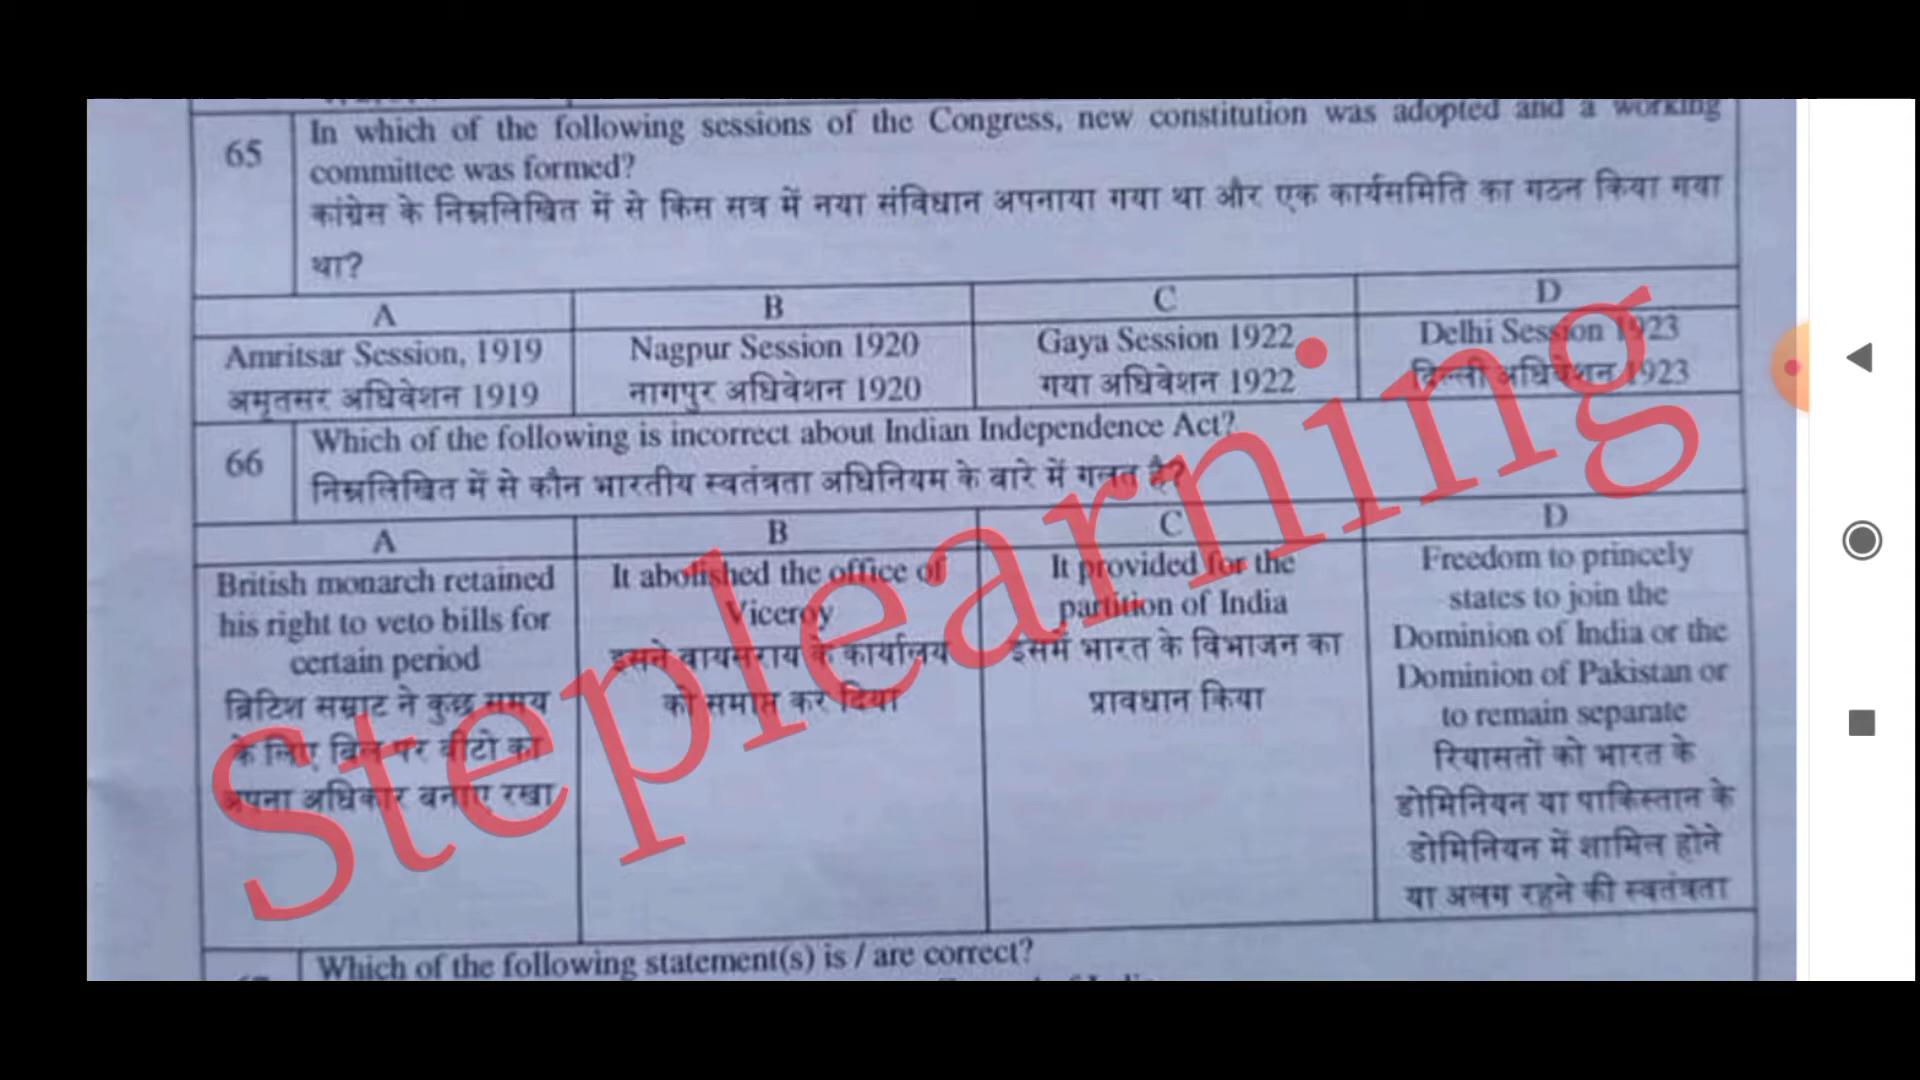 65
In which of the following sessions of the Congress, new constitution was adopted and a working
committee was formed?
कांग्रेस के निम्नलिखित में से किस सत्र में नया संविधान अपनाया गया था और एक कार्यसमिति का गठन किया गया
था?
A
B
C
D
Amritsar Session, 1919
अमृतसर अधिवेशन 1919
Nagpur Session 1920
नागपुर अधिवेशन 1920
Gaya Session 1922
गया अधिवेशन 1922
Delhi Session 1923
दिल्ली अधिवेशन 1923
66
Which of the following is incorrect about Indian Independence Act?
निम्नलिखित में से कौन भारतीय स्वतंत्रता अधिनियम के बारे में गलत है?
A
B
C
D
British monarch retained
his right to veto bills for
certain period
ब्रिटिश सम्राट ने कुछ समय
के लिए बिल पर वीटो का
अपना अधिकार बनाए रखा
It abolished the office of
Viceroy
इसने वायसराय के कार्यालय
को समाप्त कर दिया
It provided for the
partition of India
इसमें भारत के विभाजन का
प्रावधान किया
Freedom to princely
states to join the
Dominion of India or the
Dominion of Pakistan or
to remain separate
रियासतों को भारत के
डोमिनियन या पाकिस्तान के
डोमिनियन में शामिल होने
या अलग रहने की स्वतंत्रता
Which of the following statement(s) is / are correct?
Steplearning